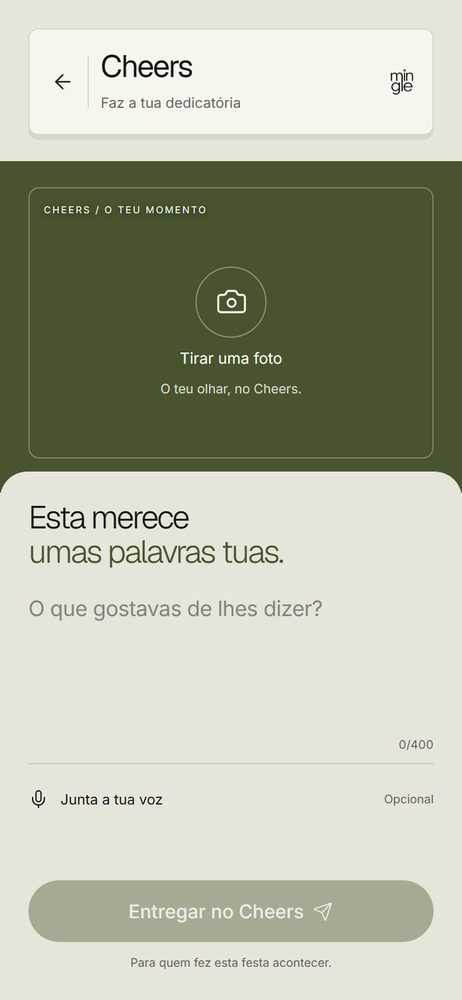 Cheers
Faz a tua dedicatória
min
gle
CHEERS / O TEU MOMENTO
Tirar uma foto
O teu olhar, no Cheers.
Esta merece
umas palavras tuas.
O que gostavas de lhes dizer?
0/400
Junta a tua voz
Opcional
Entregar no Cheers
Para quem fez esta festa acontecer.